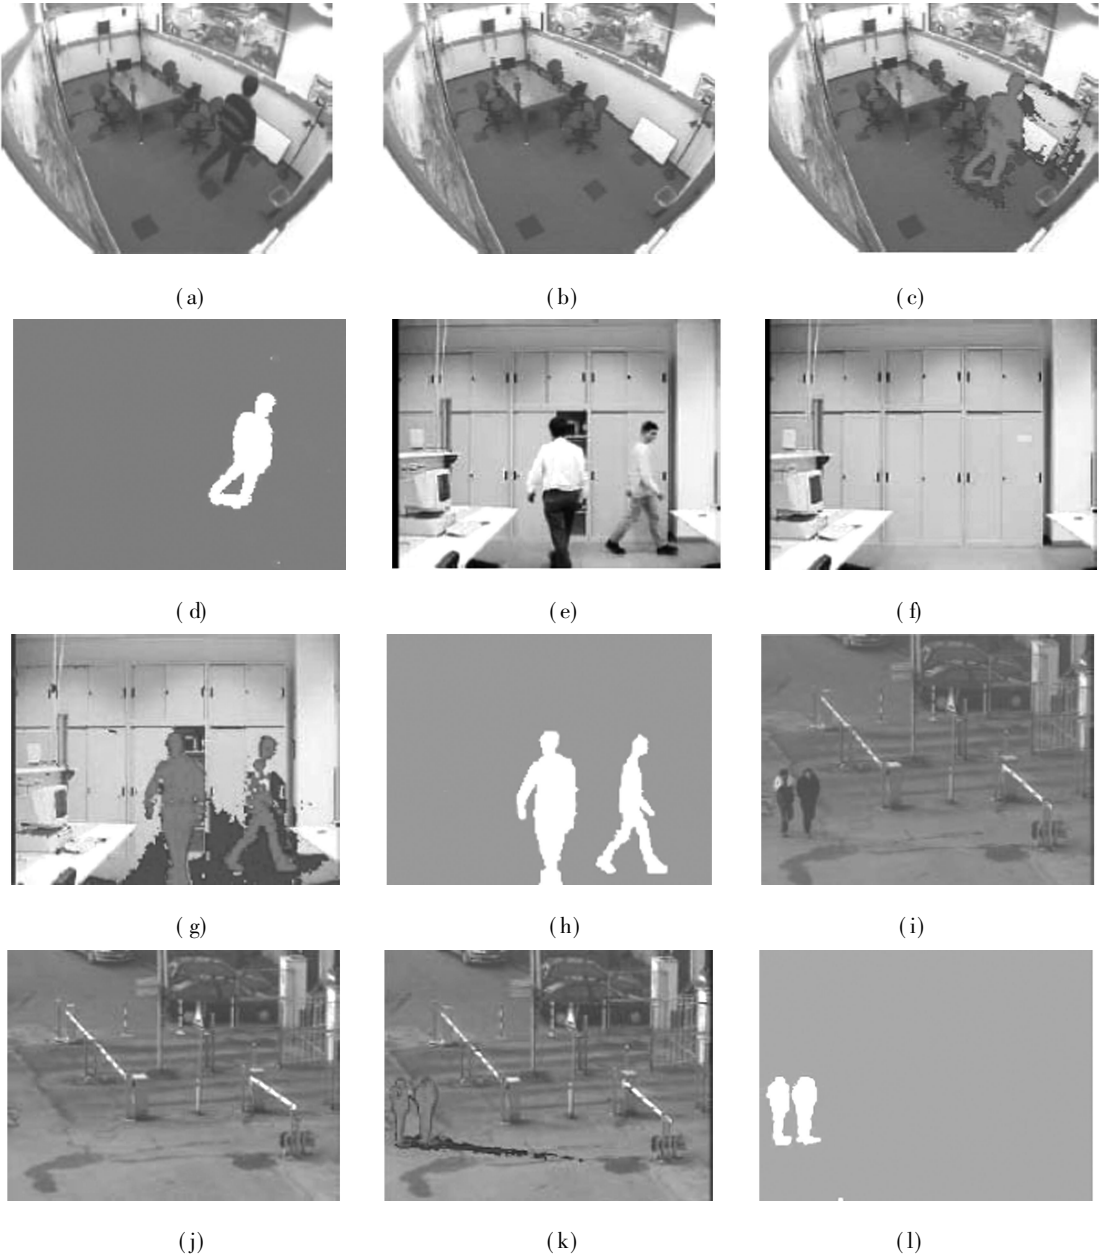 ( a)
( b)
( c)
( d)
( e)
( f)
( g)
( h)
( i)
( j)
( k)
( l)